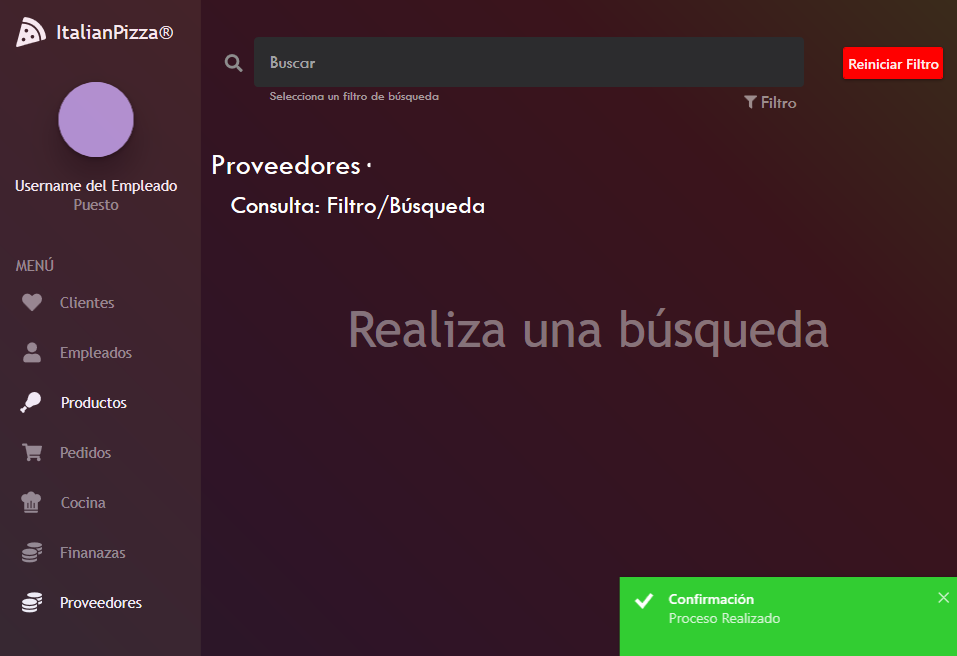 ItalianPizza®
Username del Empleado
Puesto
MENÚ
Clientes
Empleados
Productos
Pedidos
Cocina
Finanazas
Proveedores
Buscar
Reiniciar Filtro
Selecciona un filtro de búsqueda
Filtro
Proveedores ·
Consulta: Filtro/Búsqueda
Realiza una búsqueda
Confirmación
Proceso Realizado